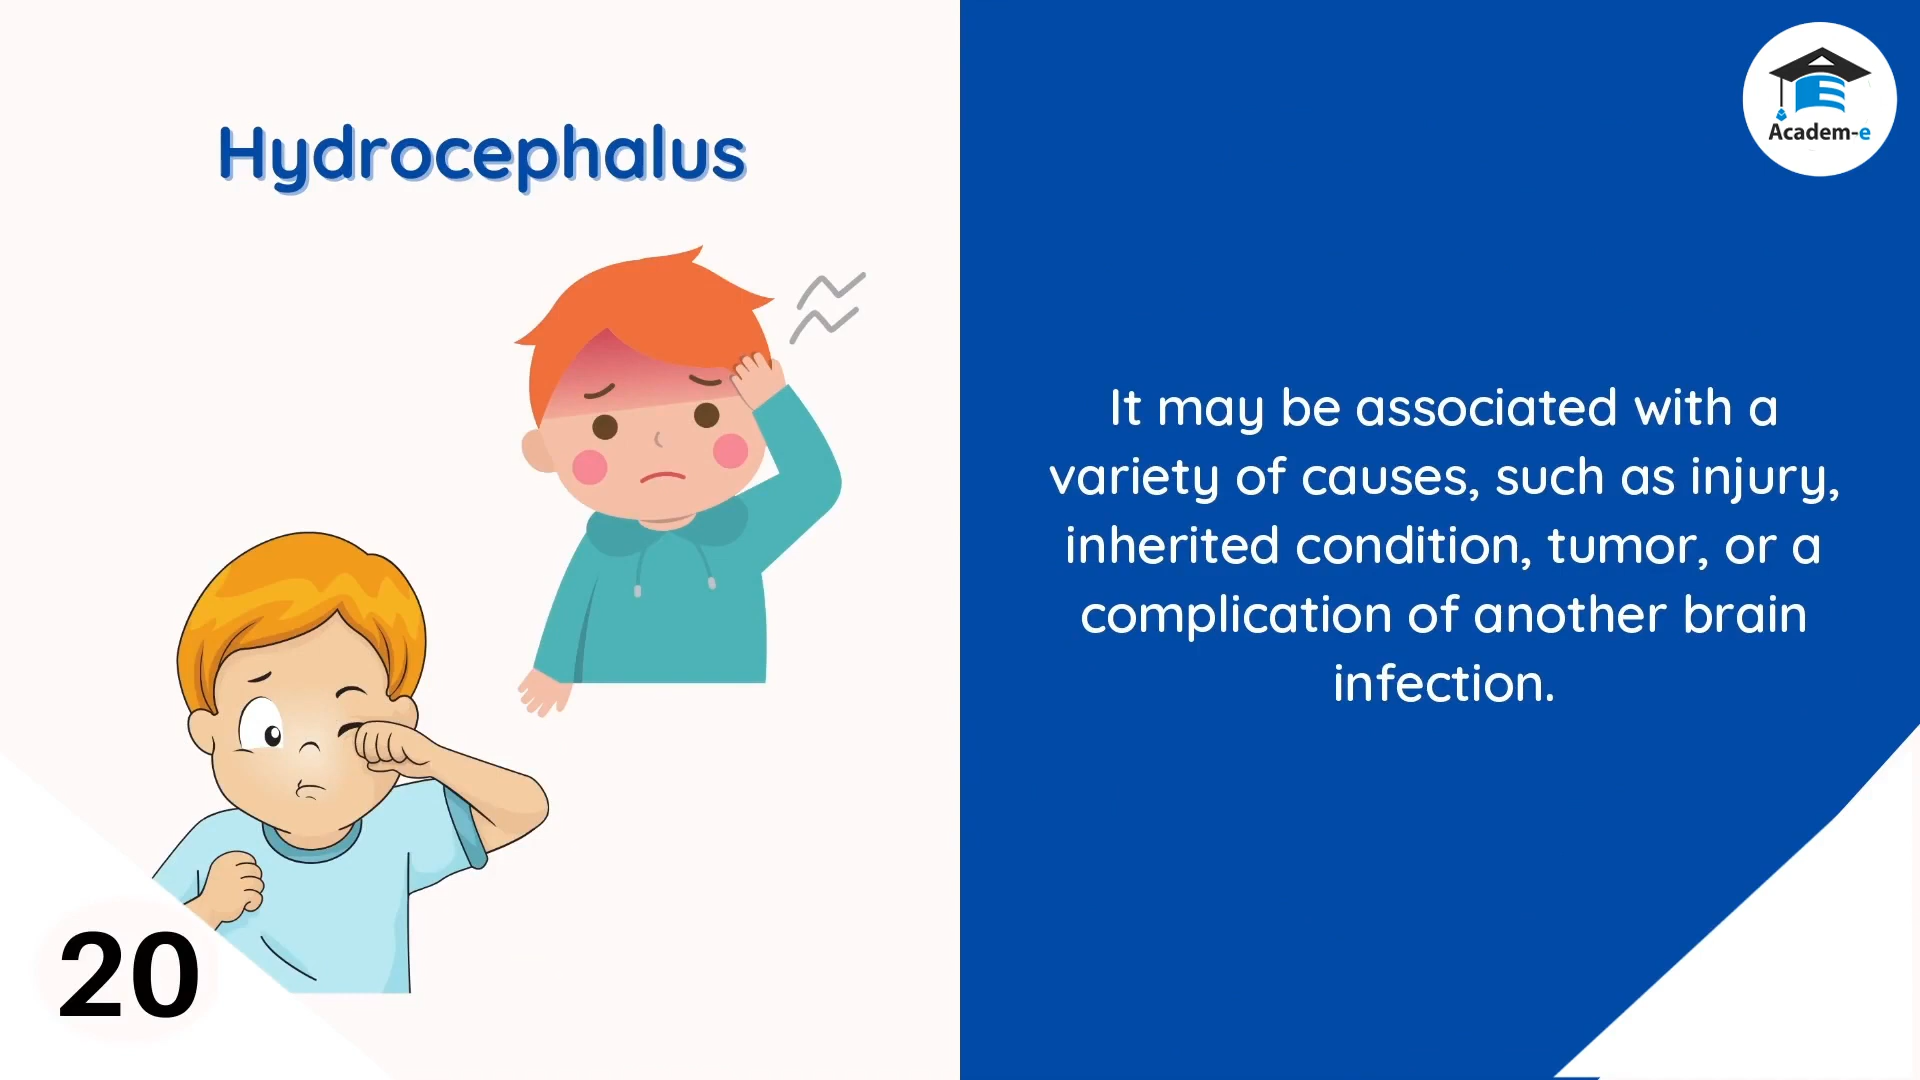 Hydrocephalus
Academ-e
It may be associated with a
variety of causes, such as injury,
inherited condition, tumor, or a
complication of another brain
infection.
20